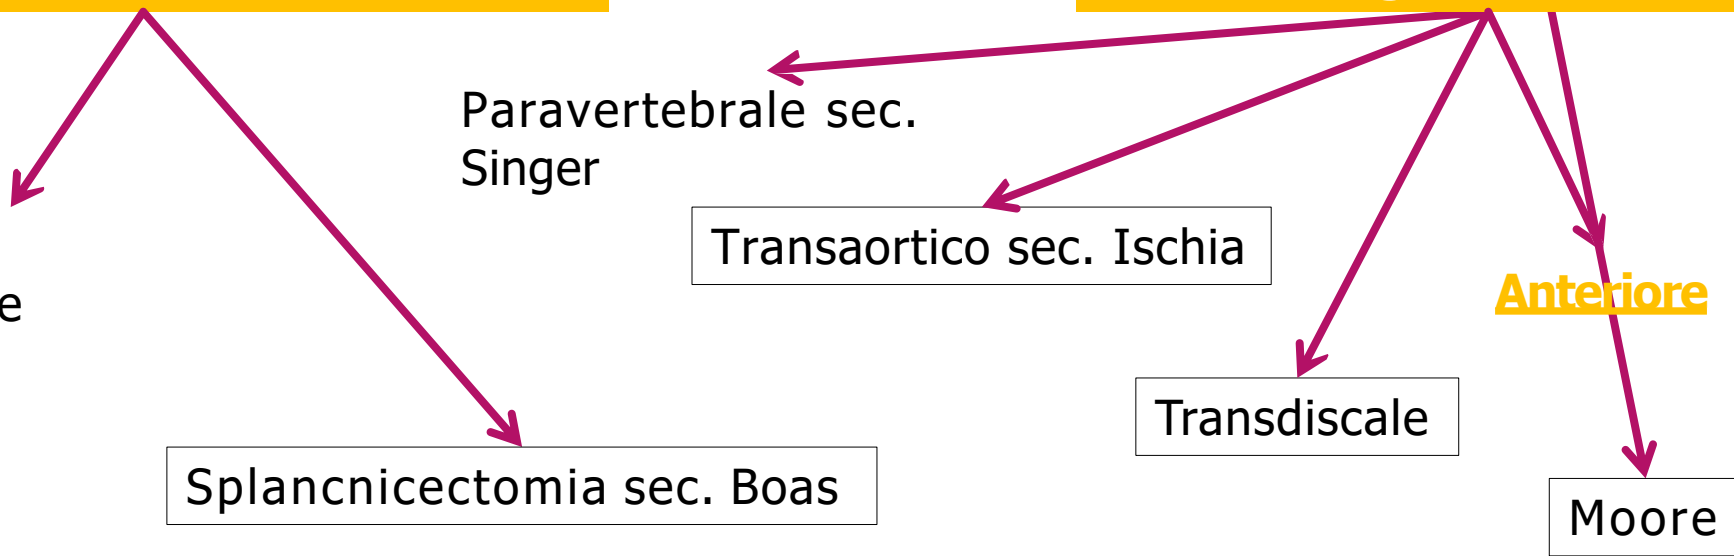 Paravertebrale sec.
Singer
Transaortico sec. Ischia
Anteriore
e
Transdiscale
Splancnicectomia sec. Boas
Moore